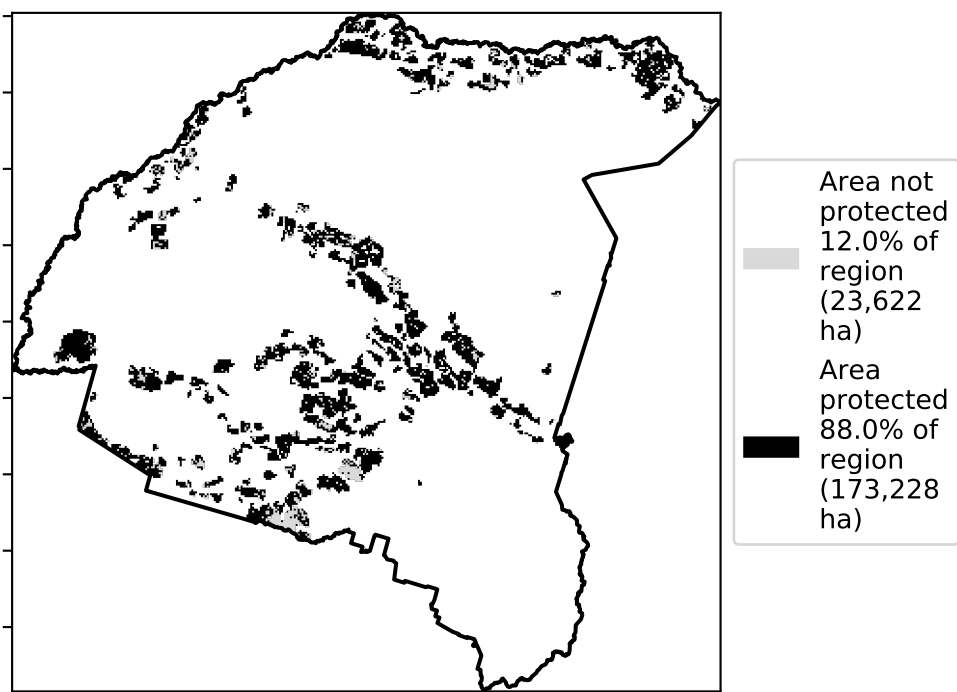 Area not
protected
12.0% of
region
(23,622
ha)
Area
protected
88.0% of
region
(173,228
ha)